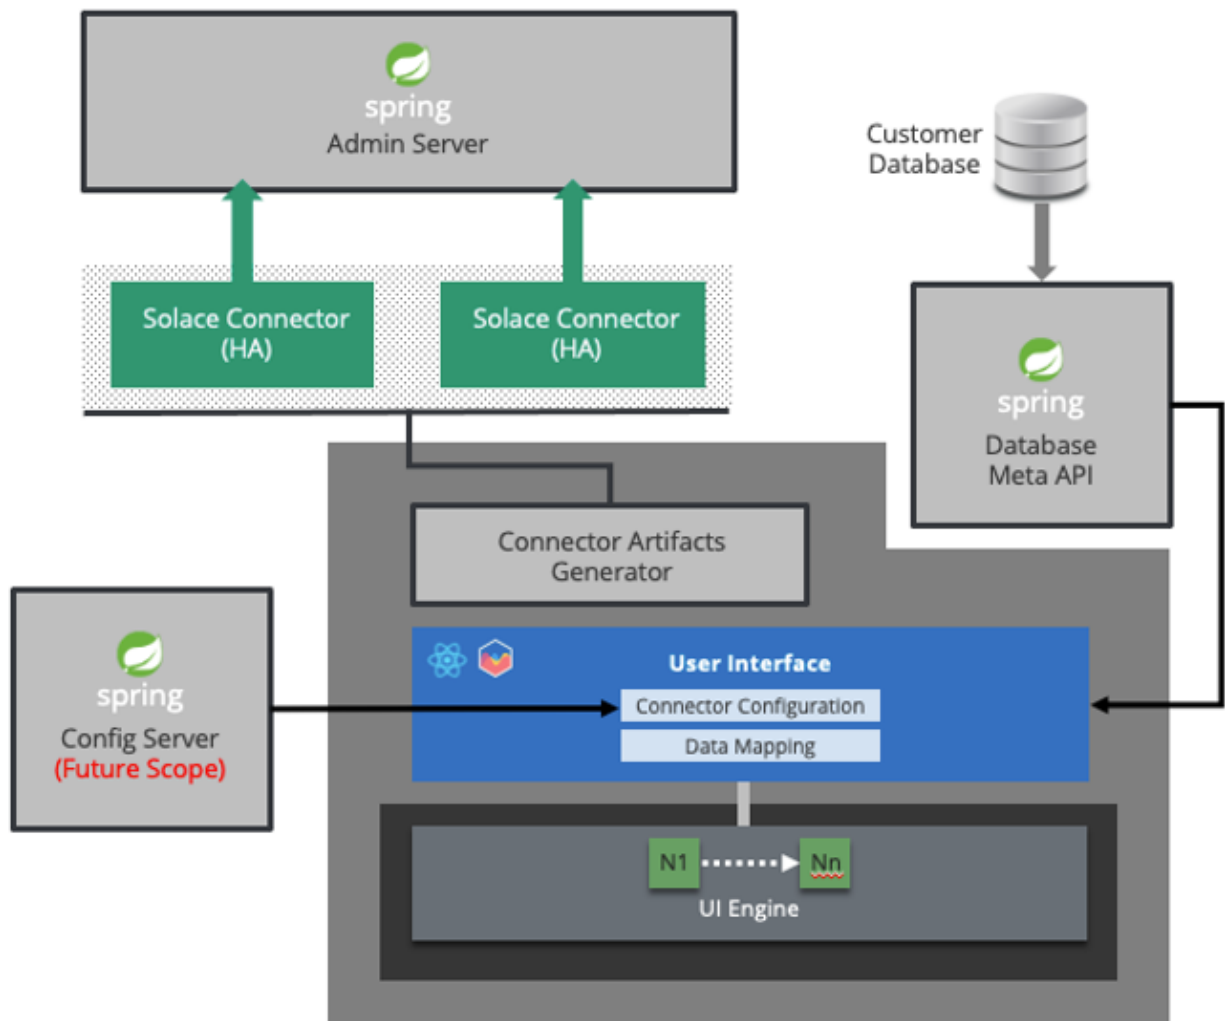 spring
Admin Server
Customer
Database
Solace Connector
(HA)
Solace Connector
(HA)
spring
Database
Meta API
Connector Artifacts
Generator
spring
Config Server
(Future Scope)
User Interface
Connector Configuration
Data Mapping
N1
Nn
UI Engine